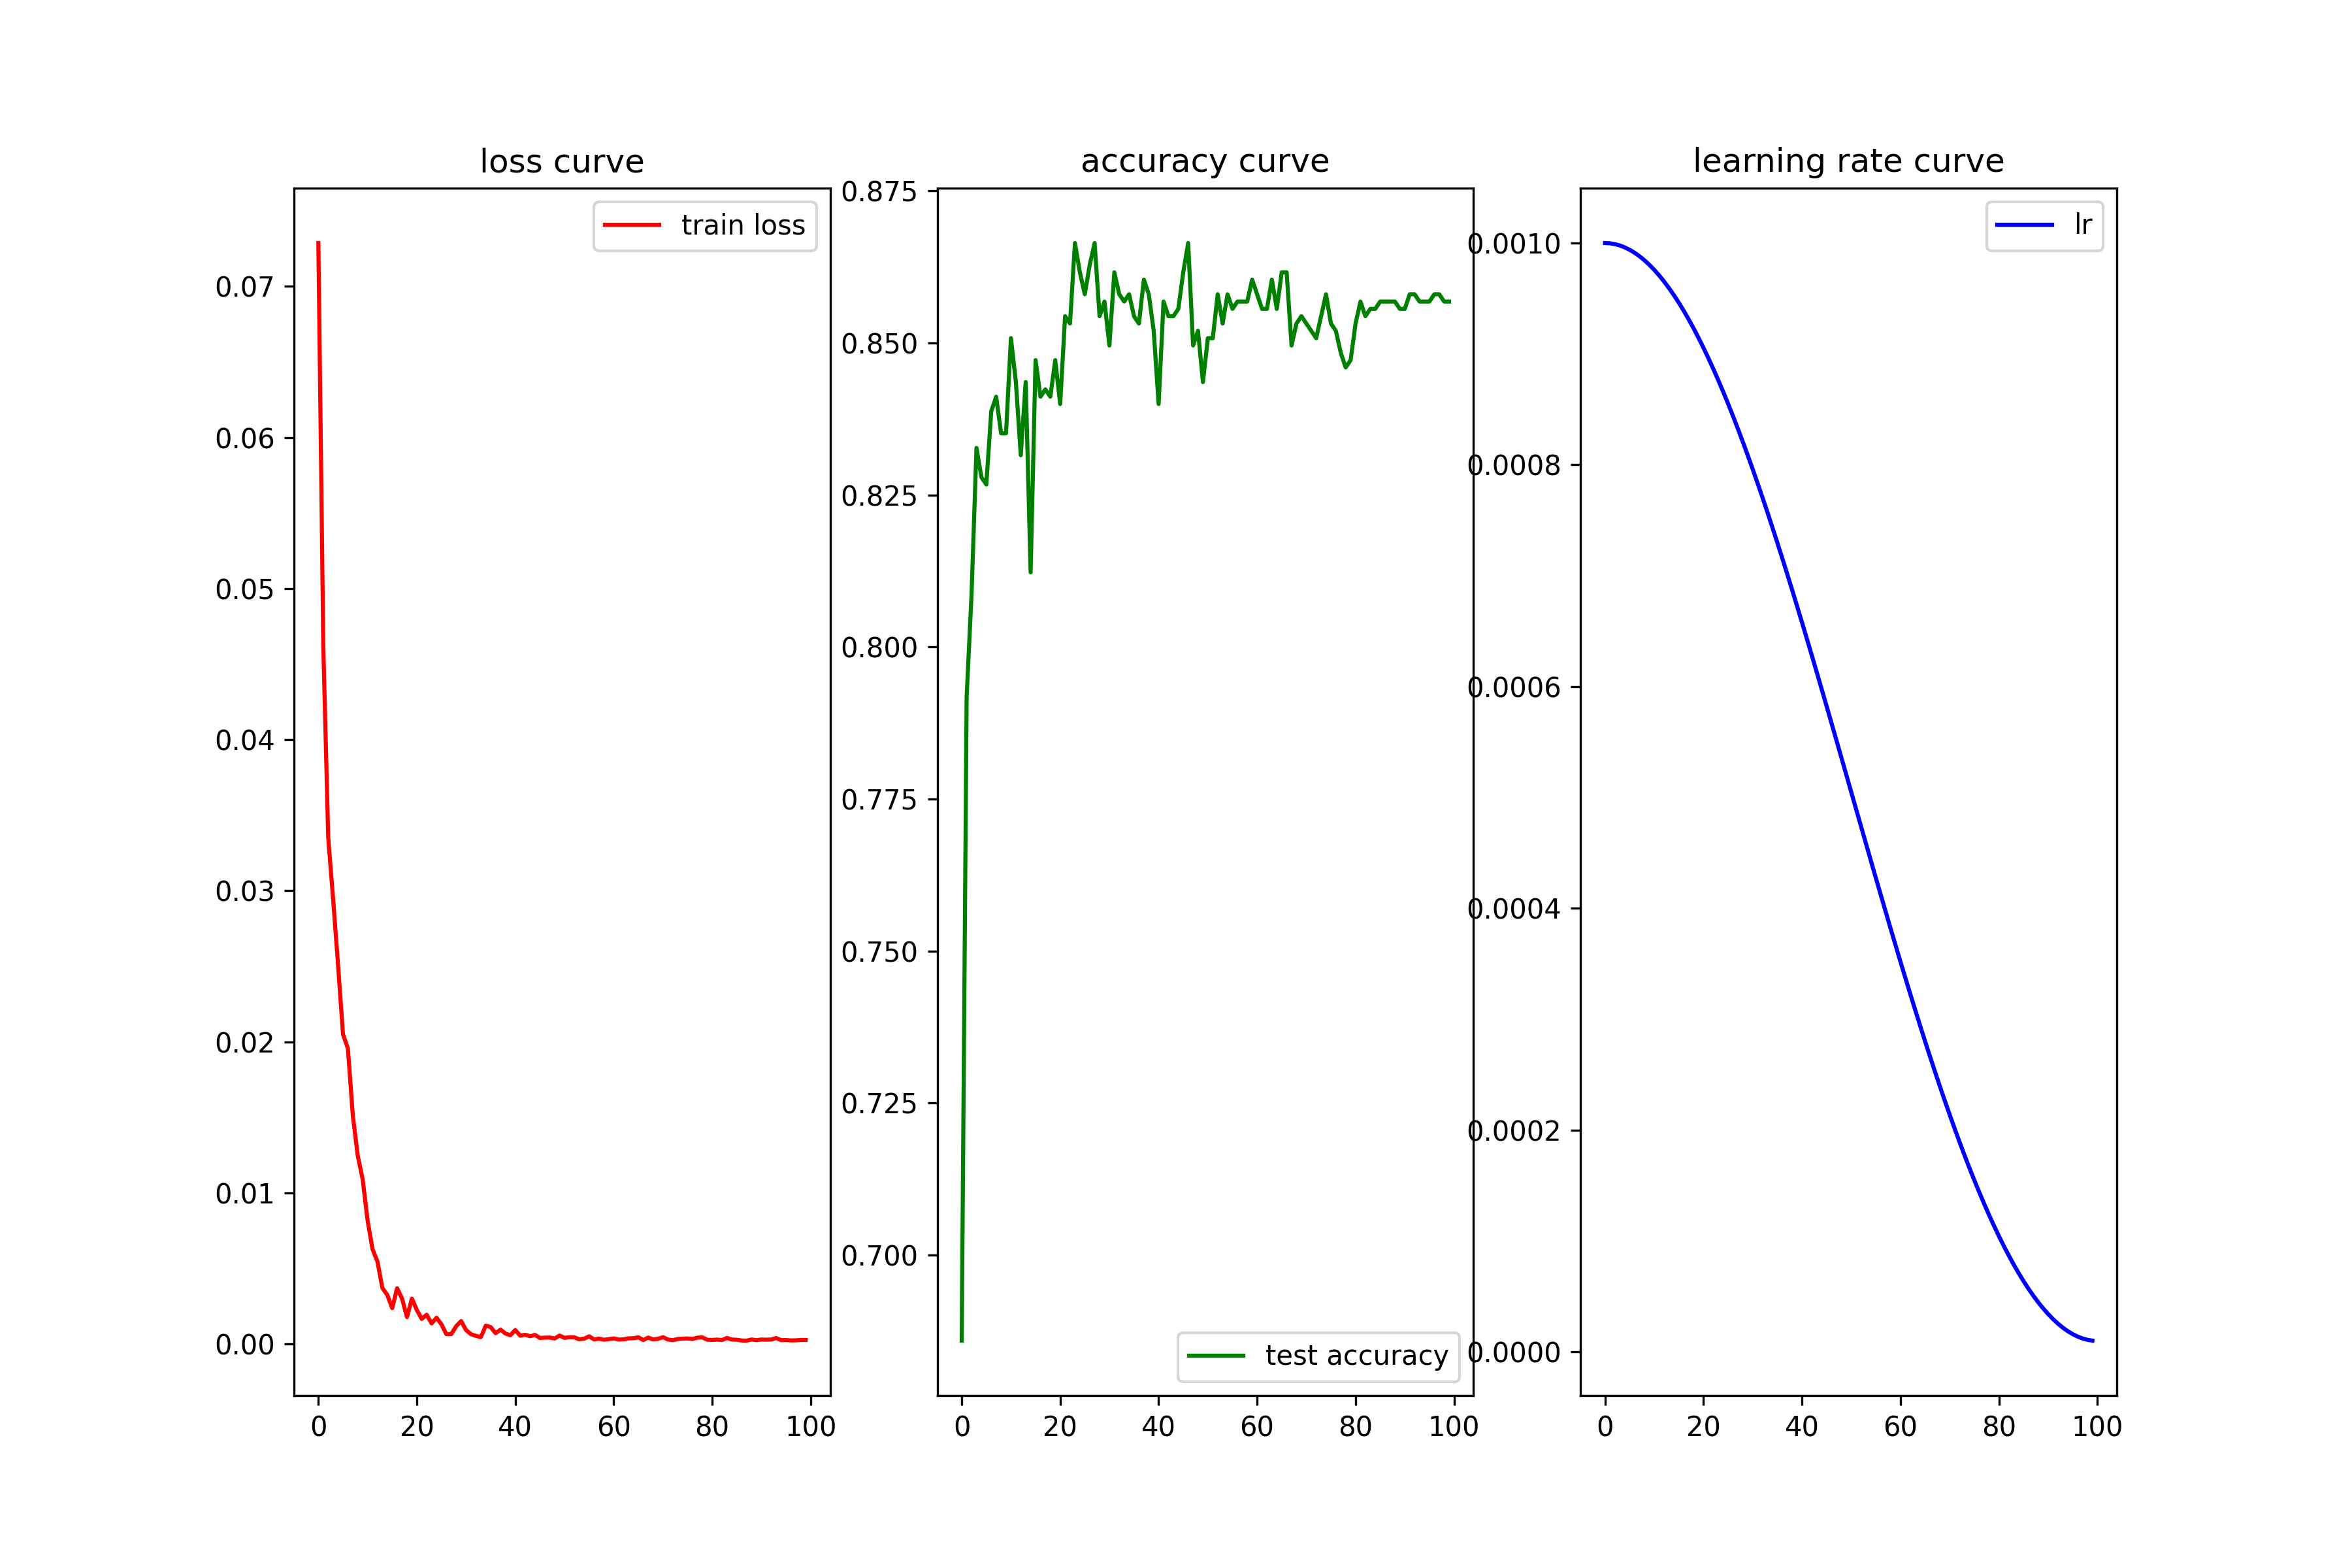 loss curve
train loss
0.07
0.06
0.05
0.04
0.03
0.02
0.01
0.00
0 20 40 60 80 100
accuracy curve
0.875
0.850
0.825
0.800
0.775
0.750
0.725
0.700
test accuracy
0 20 40 60 80 100
learning rate curve
lr
0.0010
0.0008
0.0006
0.0004
0.0002
0.0000
0 20 40 60 80 100